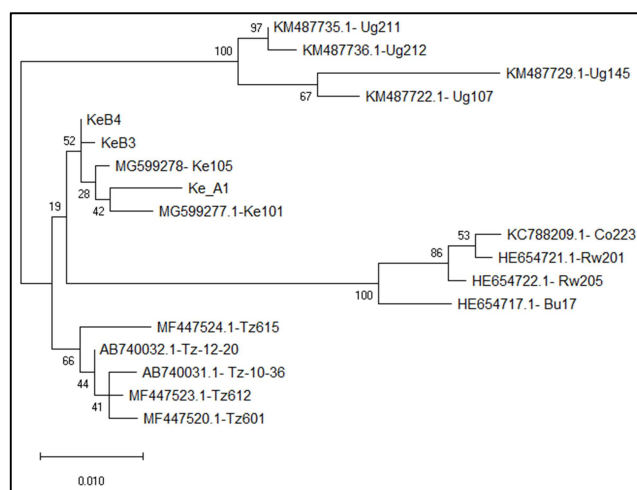 KM487735.1- Ug211
97
KM487736.1-Ug212
100
KM487729.1-Ug145
67
KM487722.1- Ug107
KeB4
52
KeB3
MG599278- Ke105
28
Ke_A1
19
42
MG599277.1-Ke101
53
KC788209.1- Co223
86
HE654721.1-Rw201
HE654722.1- Rw205
100
HE654717.1- Bu17
MF447524.1-Tz615
66
AB740032.1-Tz-12-20
44
AB740031.1- Tz-10-36
41
MF447523.1-Tz612
MF447520.1-Tz601
0.010